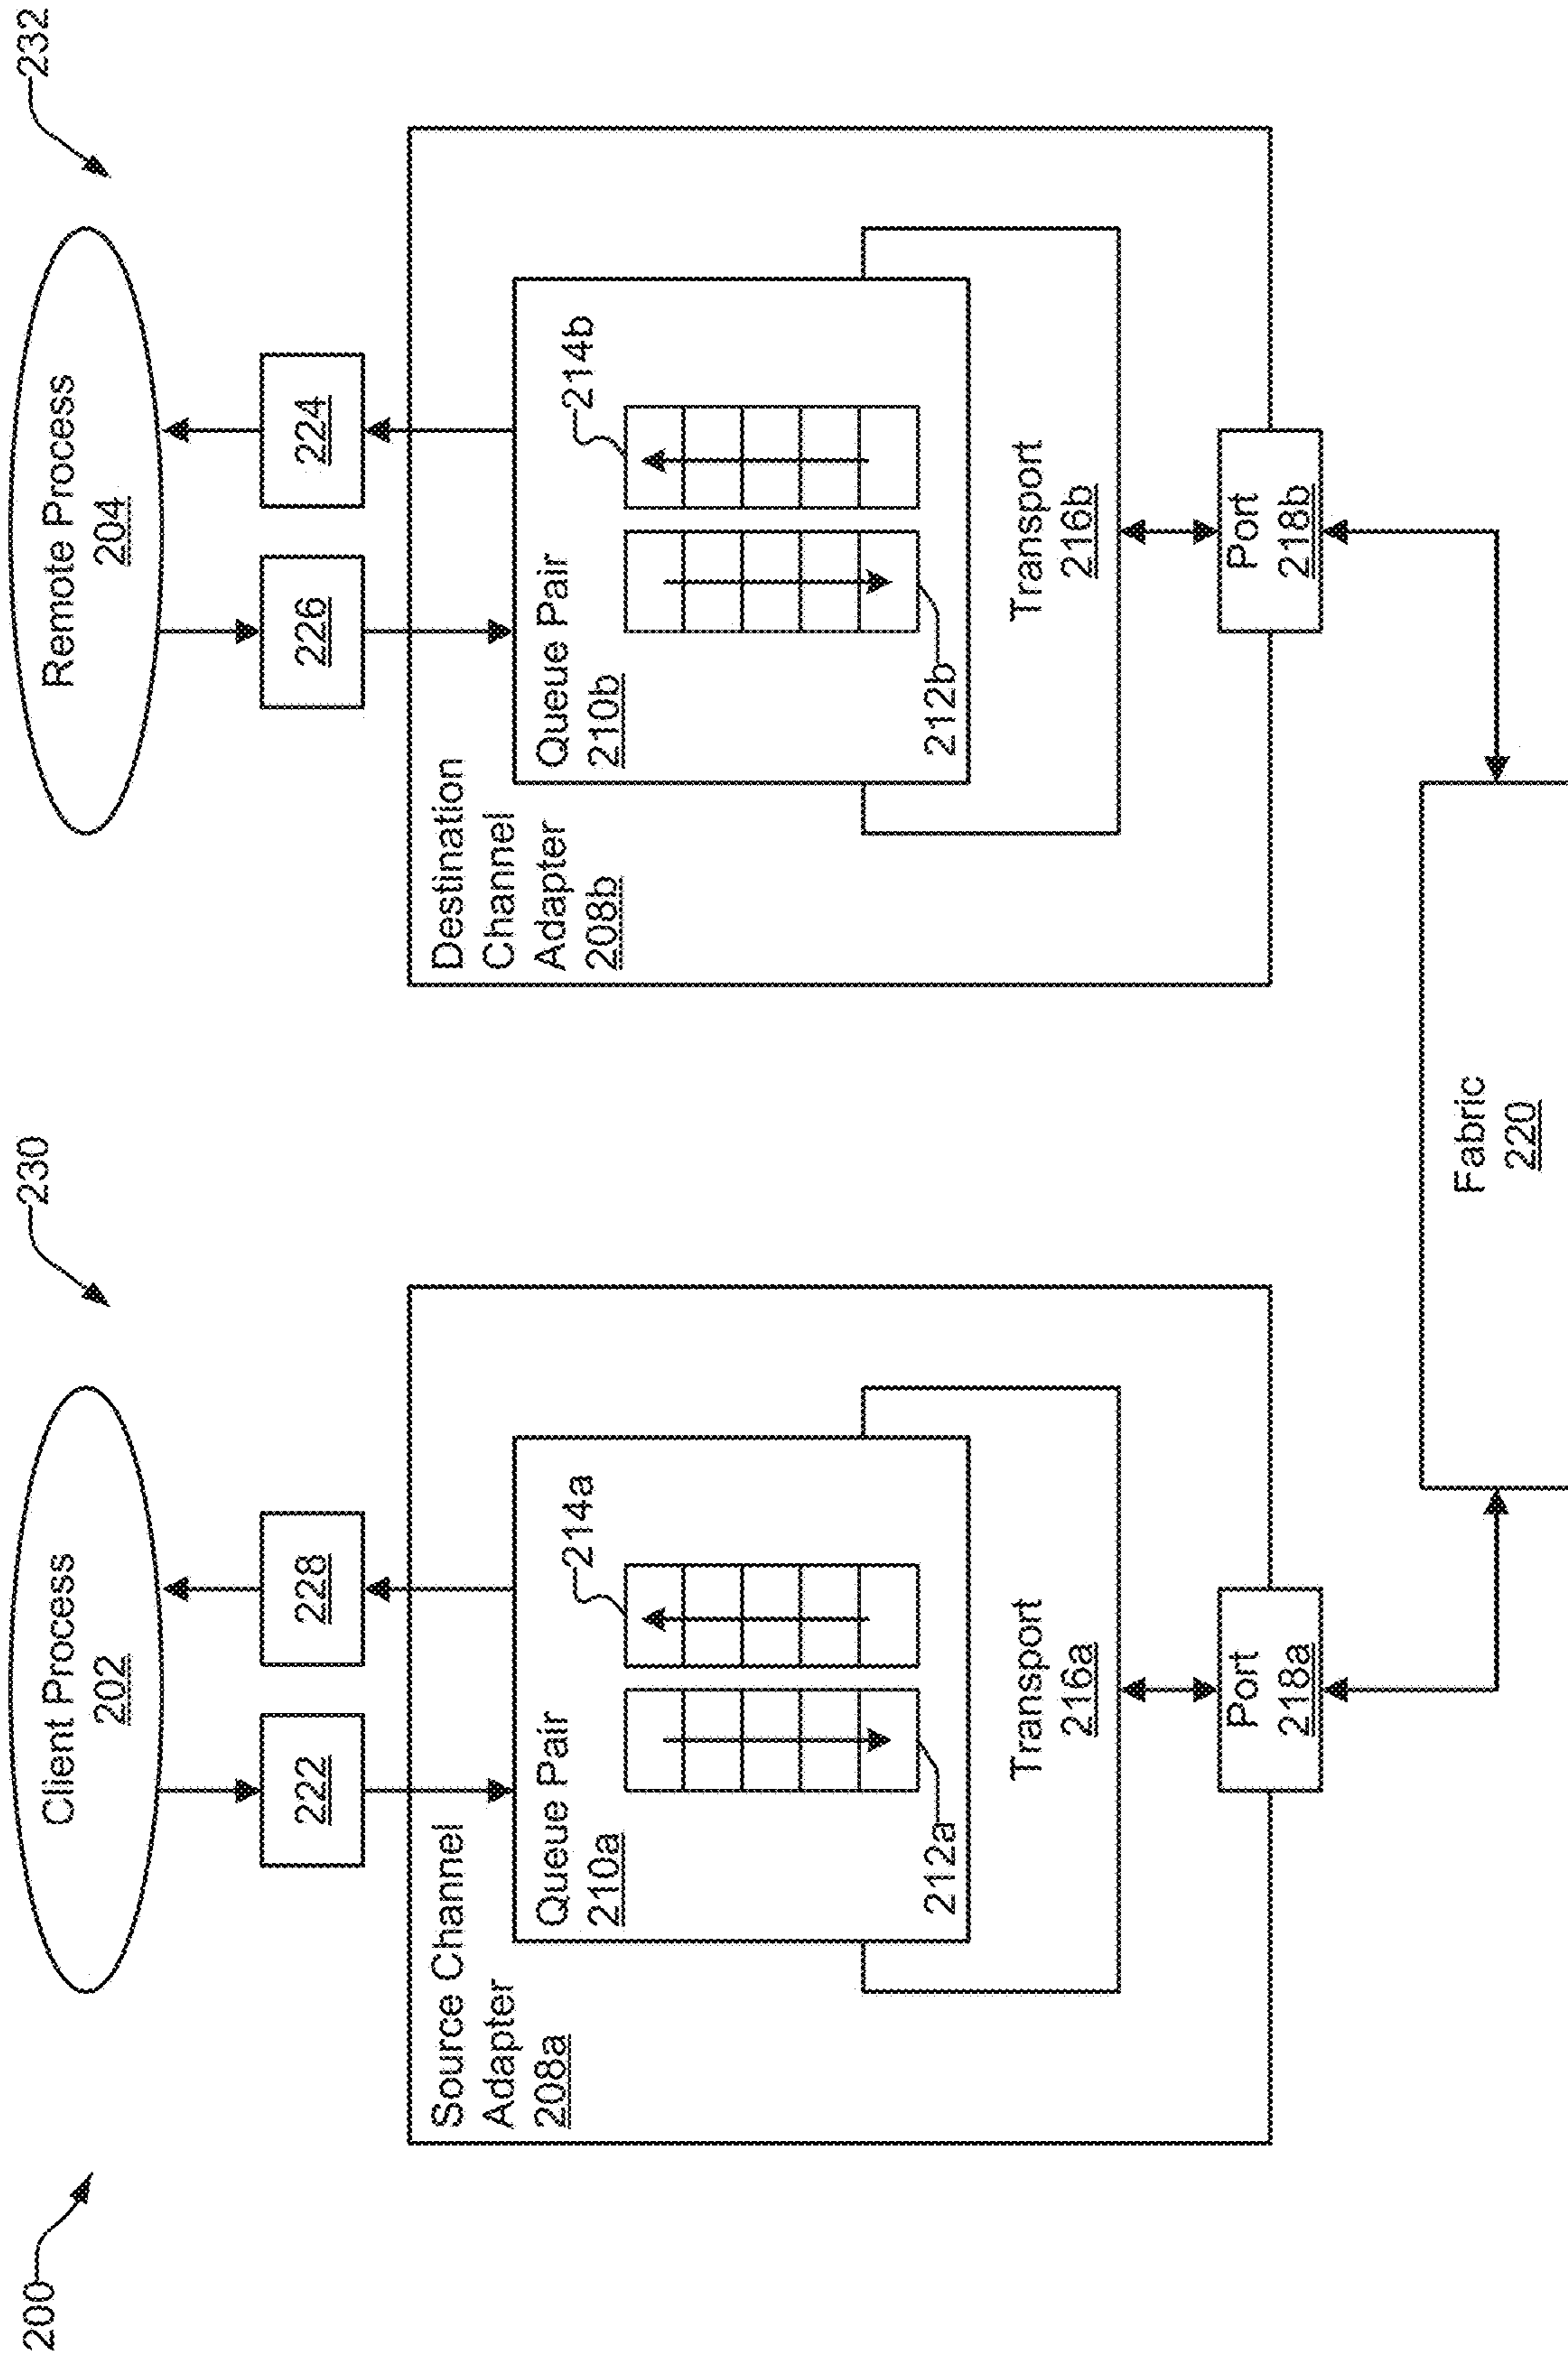 200
230
232
Client Process
202
Remote Process
204
222
228
226
224
Source Channel
Adapter
208a
Destination
Channel
Adapter
208b
Queue Pair
210a
214a
212a
Queue Pair
210b
214b
212b
Transport
216a
Transport
216b
Port
218a
Port
218b
Fabric
220